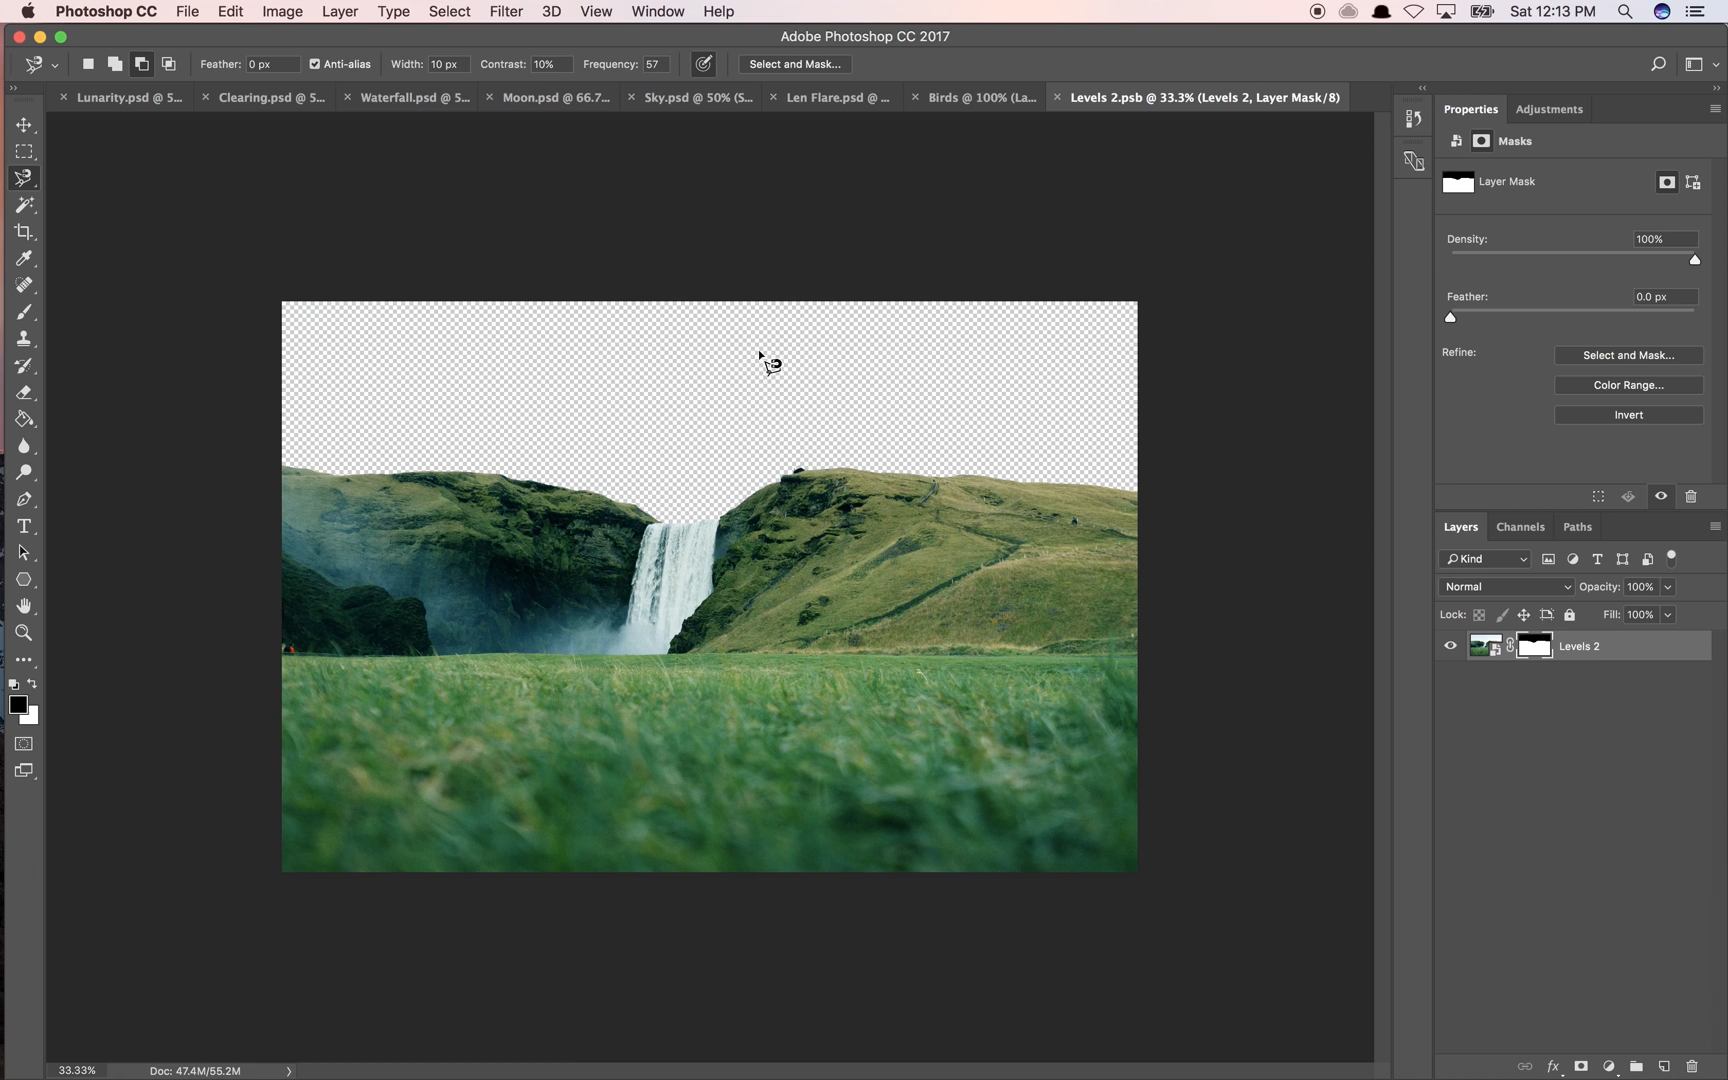 Photoshop CC File Edit Image Layer Type Select Filter 3D View Window Help Sat 12:13 PM
Adobe Photoshop CC 2017
Feather: 0 px Anti-alias Width: 10 px Contrast: 10% Frequency: 57 Select and Mask...
Lunarity.psd @ 5... Clearing.psd @ 5... Waterfall.psd @ 5... Moon.psd @ 66.7... Sky.psd @ 50% (S... Len Flare.psd @ ... Birds @ 100% (La... Levels 2.psb @ 33.3% (Levels 2, Layer Mask/8)
Properties Adjustments
Masks
Layer Mask
Density: 100%
Feather: 0.0 px
Refine: Select and Mask...
Color Range...
Invert
Layers Channels Paths
Kind
Normal Opacity: 100%
Lock: Fill: 100%
Levels 2
33.33% Doc: 47.4M/55.2M